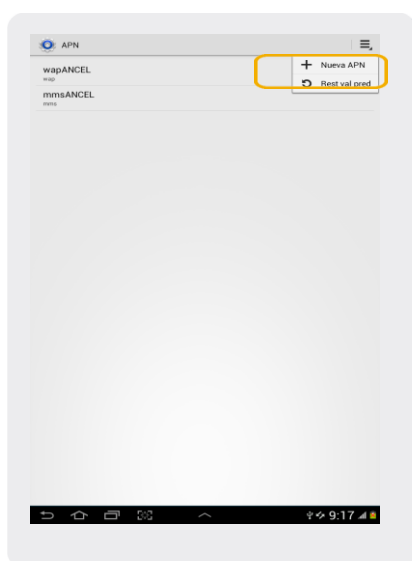 APN
Nueva APN
Rest val pred
wapANCEL
wap
mmsANCEL
mms
9:17